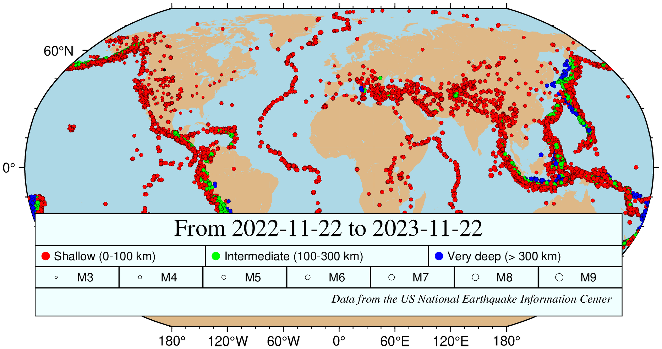 60°N
0°
From 2022-11-22 to 2023-11-22
Shallow (0-100 km) Intermediate (100-300 km) Very deep (> 300 km)
M3 M4 M5 M6 M7 M8 M9
Data from the US National Earthquake Information Center
180° 120°W 60°W 0° 60°E 120°E 180°